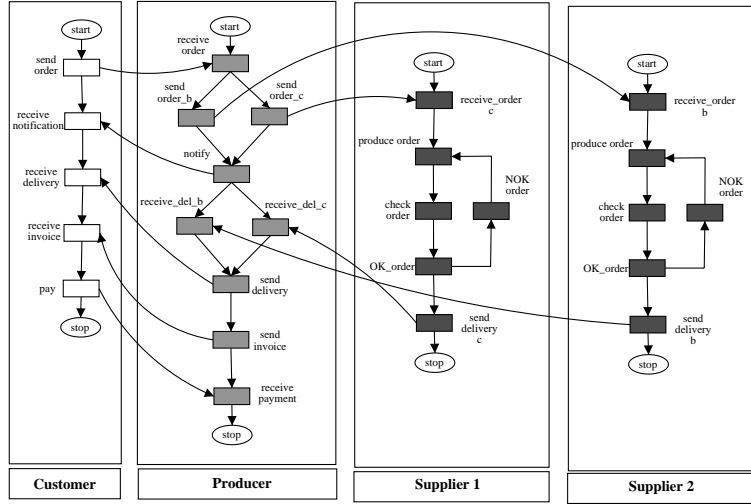 start
send
order
receive
notification
receive
delivery
receive
invoice
pay
stop
Customer
start
receive
order
send
order_b
send
order_c
notify
receive_del_b
receive_del_c
send
delivery
send
invoice
receive
payment
stop
Producer
start
receive_order
c
produce order
check
order
NOK
order
OK_order
send
delivery
c
stop
Supplier 1
start
receive_order
b
produce order
check
order
NOK
order
OK_order
send
delivery
b
stop
Supplier 2